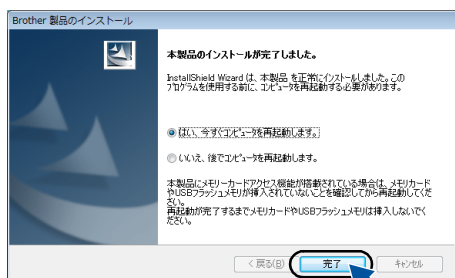 Brother 製品のインストール
本製品のインストールが完了しました。
InstallShield Wizard は、本製品 を正常にインストールしました。この
プログラムを使用する前に、コンピュータを再起動する必要があります。
はい、今すぐコンピュータを再起動します。
いいえ、後でコンピュータを再起動します。
本製品にメモリーカードアクセス機能が搭載されている場合は、メモリカード
やUSBフラッシュメモリが挿入されていないことを確認してから再起動してくだ
さい。
再起動が完了するまでメモリカードやUSBフラッシュメモリは挿入しないでく
ださい。
< 戻る(B) 完了 キャンセル